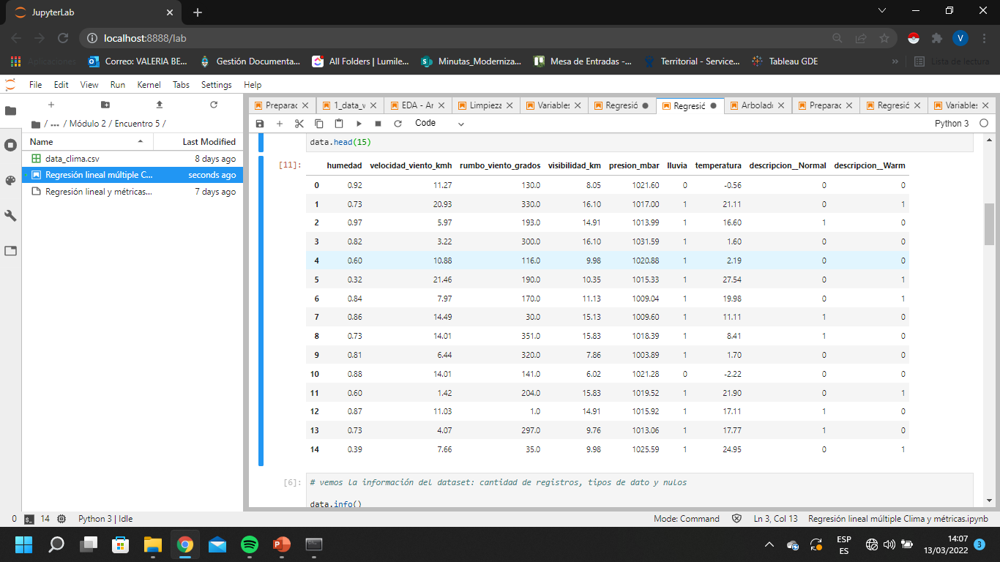 JupyterLab
localhost:8888/lab
V
Aplicaciones
Correo: VALERIA BE...
Gestión Documenta...
All Folders | Lumile...
Minutas_Moderniza...
Mesa de Entradas -...
Territorial - Service...
Tableau GDE
»
Lista de lectura
File Edit View Run Kernel Tabs Settings Help
/ ... / Módulo 2 / Encuentro 5 /
Name Last Modified
data_clima.csv 8 days ago
Regresión lineal múltiple C... seconds ago
Regresión lineal y métricas... 7 days ago
Preparac 1_data_v EDA - Ar Limpieza Variables Regresió Regresió Arbolad Preparac Regresió Variables
Code Python 3
data.head(15)
[11]:
humedad velocidad_viento_kmh rumbo_viento_grados visibilidad_km presion_mbar lluvia temperatura descripcion__Normal descripcion__Warm
0 0.92 11.27 130.0 8.05 1021.60 0 -0.56 0 0
1 0.73 20.93 330.0 16.10 1017.00 1 21.11 0 1
2 0.97 5.97 193.0 14.91 1013.99 1 16.60 1 0
3 0.82 3.22 300.0 16.10 1031.59 1 1.60 0 0
4 0.60 10.88 116.0 9.98 1020.88 1 2.19 0 0
5 0.32 21.46 190.0 10.35 1015.33 1 27.54 0 1
6 0.84 7.97 170.0 11.13 1009.04 1 19.98 0 1
7 0.86 14.49 30.0 15.13 1009.60 1 11.11 1 0
8 0.73 14.01 351.0 15.83 1018.39 1 8.41 1 0
9 0.81 6.44 320.0 7.86 1003.89 1 1.70 0 0
10 0.88 14.01 141.0 6.02 1021.28 0 -2.22 0 0
11 0.60 1.42 204.0 15.83 1019.52 1 21.90 0 1
12 0.87 11.03 1.0 14.91 1015.92 1 17.11 1 0
13 0.73 4.07 297.0 9.76 1013.06 1 17.77 1 0
14 0.39 7.66 35.0 9.98 1025.59 1 24.95 0 1
[6]:
# vemos la información del dataset: cantidad de registros, tipos de dato y nulos
data.info()
0 14 Python 3 | Idle Mode: Command Ln 3, Col 13 Regresión lineal múltiple Clima y métricas.ipynb
ESP
ES
14:07
13/03/2022
3